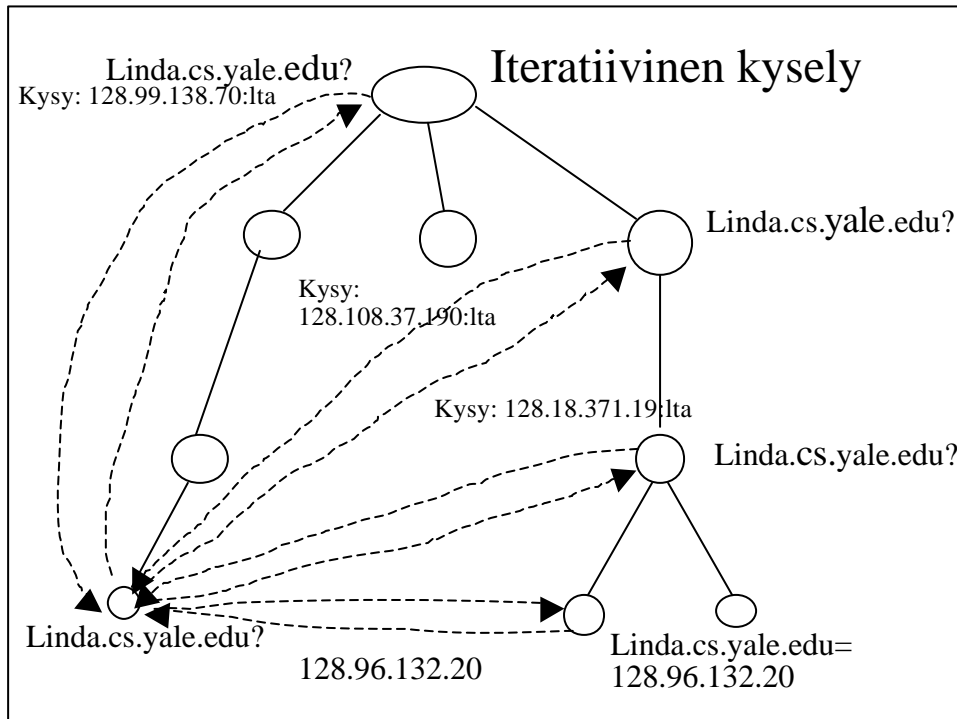 Linda.cs.yale.edu?
Iteratiivinen kysely
Kysy: 128.99.138.70:lta
Linda.cs.yale.edu?
Kysy:
128.108.37.190:lta
Kysy: 128.18.371.19:lta
Linda.cs.yale.edu?
Linda.cs.yale.edu?
128.96.132.20
Linda.cs.yale.edu=
128.96.132.20